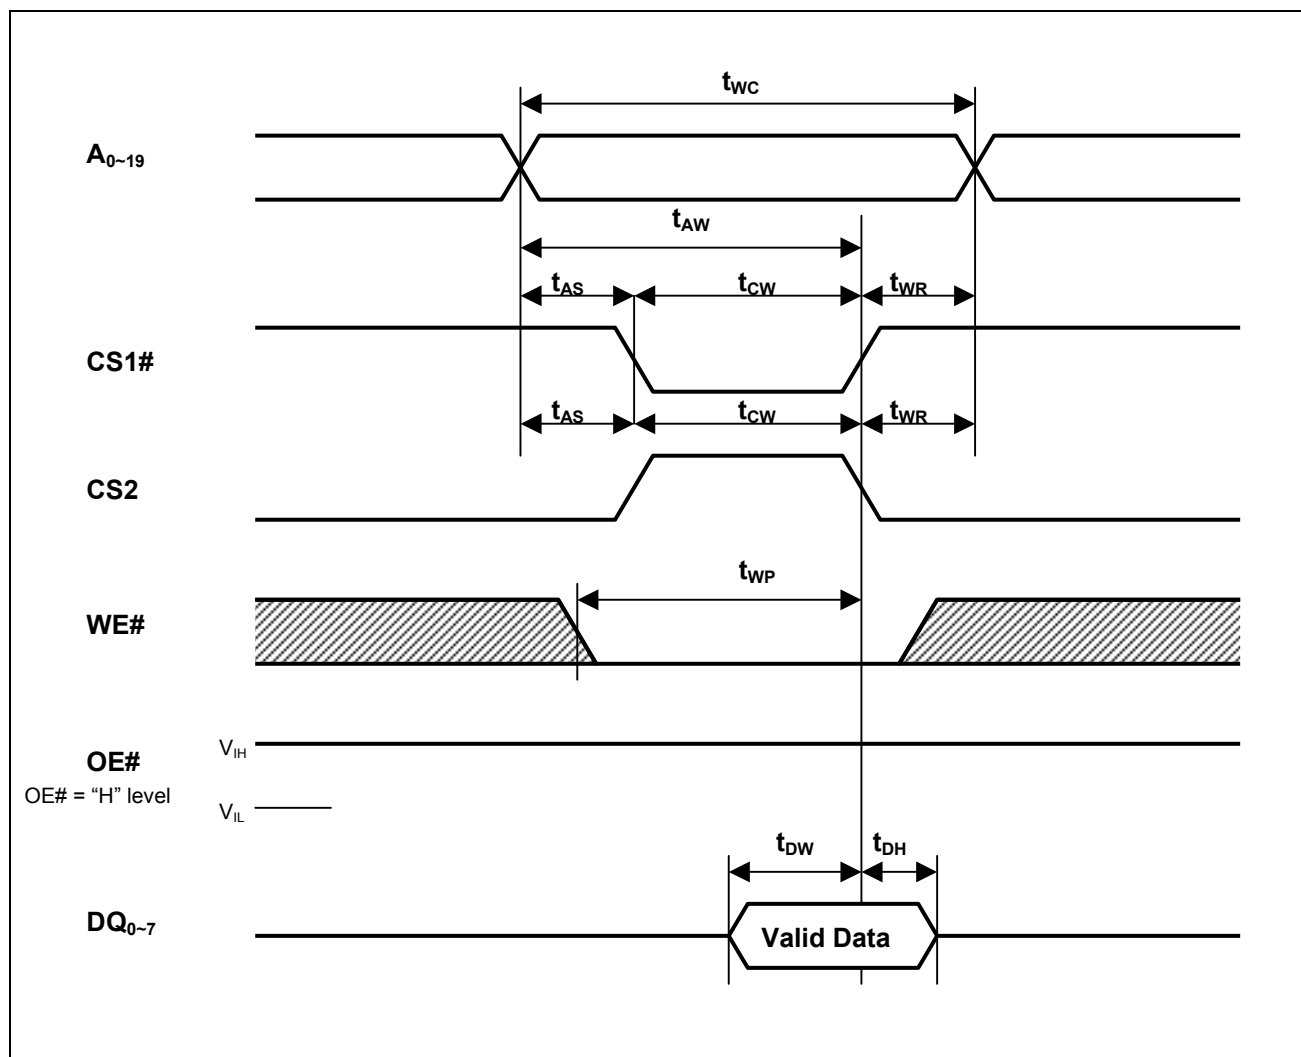 tWC
A0~19
tAW
tAS tCW tWR
CS1#
tAS tCW tWR
CS2
tWP
WE#
OE# VIH
OE# = “H” level
VIL
tDW tDH
DQ0~7 Valid Data